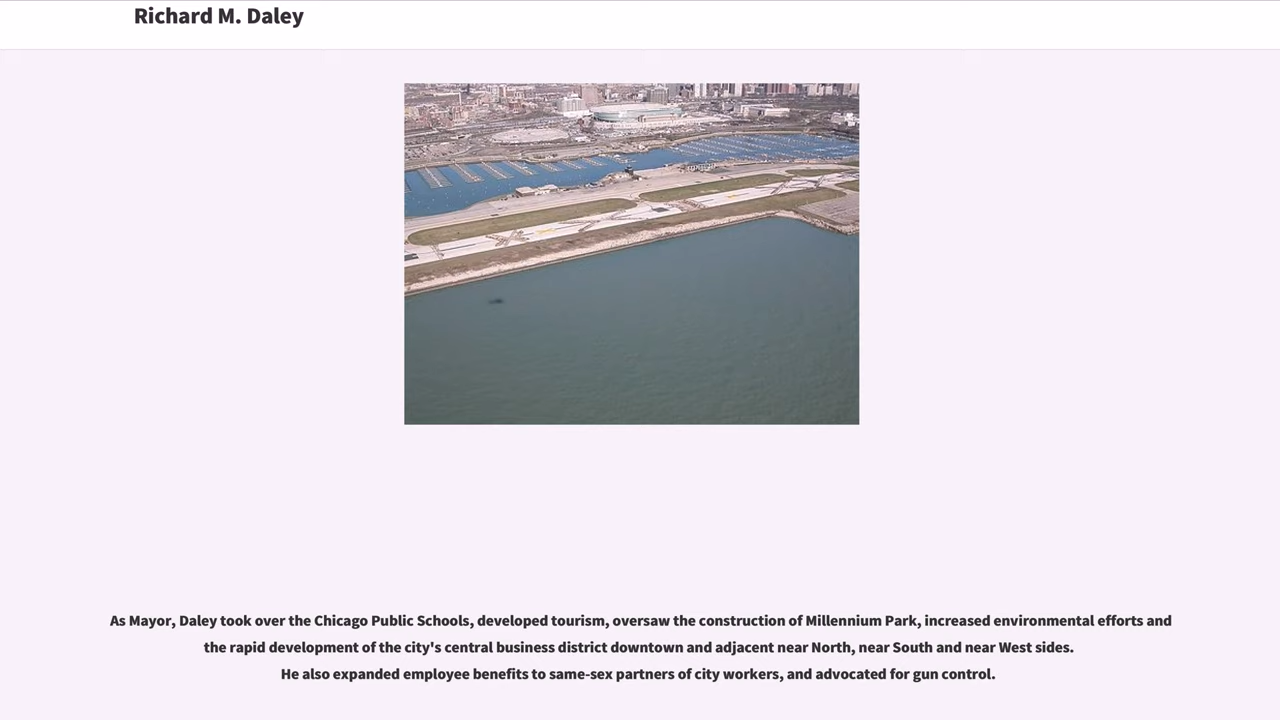 Richard M. Daley
As Mayor, Daley took over the Chicago Public Schools, developed tourism, oversaw the construction of Millennium Park, increased environmental efforts and
the rapid development of the city's central business district downtown and adjacent near North, near South and near West sides.
He also expanded employee benefits to same-sex partners of city workers, and advocated for gun control.